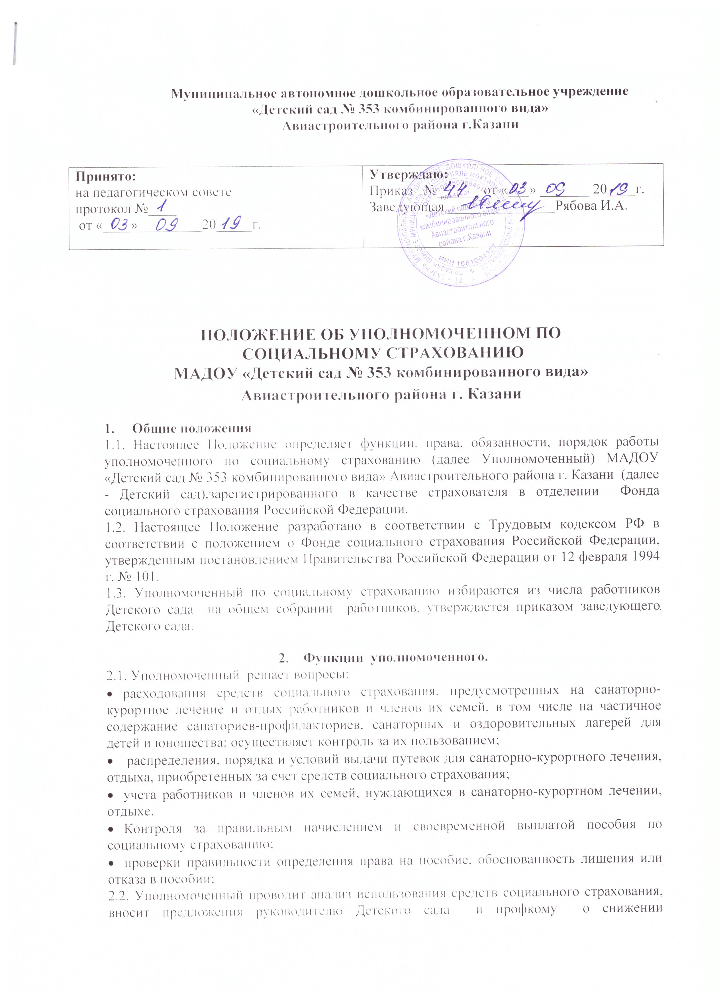 Муниципальное автономное дошкольное образовательное учреждение
«Детский сад № 353 комбинированного вида»
Авиастроительного района г.Казани
Принято:
на педагогическом совете
протокол № 1
от « 03 » 09 20 19 г.
Утверждаю:
Приказ № 44 от « 03 » 09 20 19 г.
Заведующая Рябова И.А.
«Детский сад № 353
комбинированного вида»
Авиастроительного
района г.Казани
ИНН 1661004327
ПОЛОЖЕНИЕ ОБ УПОЛНОМОЧЕННОМ ПО
СОЦИАЛЬНОМУ СТРАХОВАНИЮ
МАДОУ «Детский сад № 353 комбинированного вида»
Авиастроительного района г. Казани
1. Общие положения
1.1. Настоящее Положение определяет функции, права, обязанности, порядок работы
уполномоченного по социальному страхованию (далее Уполномоченный) МАДОУ
«Детский сад № 353 комбинированного вида» Авиастроительного района г. Казани (далее
- Детский сад),зарегистрированного в качестве страхователя в отделении Фонда
социального страхования Российской Федерации.
1.2. Настоящее Положение разработано в соответствии с Трудовым кодексом РФ в
соответствии с положением о Фонде социального страхования Российской Федерации,
утвержденным постановлением Правительства Российской Федерации от 12 февраля 1994
г. № 101.
1.3. Уполномоченный по социальному страхованию избираются из числа работников
Детского сада на общем собрании работников, утверждается приказом заведующего
Детского сада.
2. Функции уполномоченного.
2.1. Уполномоченный решает вопросы:
• расходования средств социального страхования, предусмотренных на санаторно-
курортное лечение и отдых работников и членов их семей, в том числе на частичное
содержание санаториев-профилакториев, санаторных и оздоровительных лагерей для
детей и юношества; осуществляет контроль за их пользованием;
• распределения, порядка и условий выдачи путевок для санаторно-курортного лечения,
отдыха, приобретенных за счет средств социального страхования;
• учета работников и членов их семей, нуждающихся в санаторно-курортном лечении,
отдыхе.
• Контроля за правильным начислением и своевременной выплатой пособия по
социальному страхованию;
• проверки правильности определения права на пособие, обоснованность лишения или
отказа в пособии;
2.2. Уполномоченный проводит анализ использования средств социального страхования,
вносит предложения руководителю Детского сада и профкому о снижении